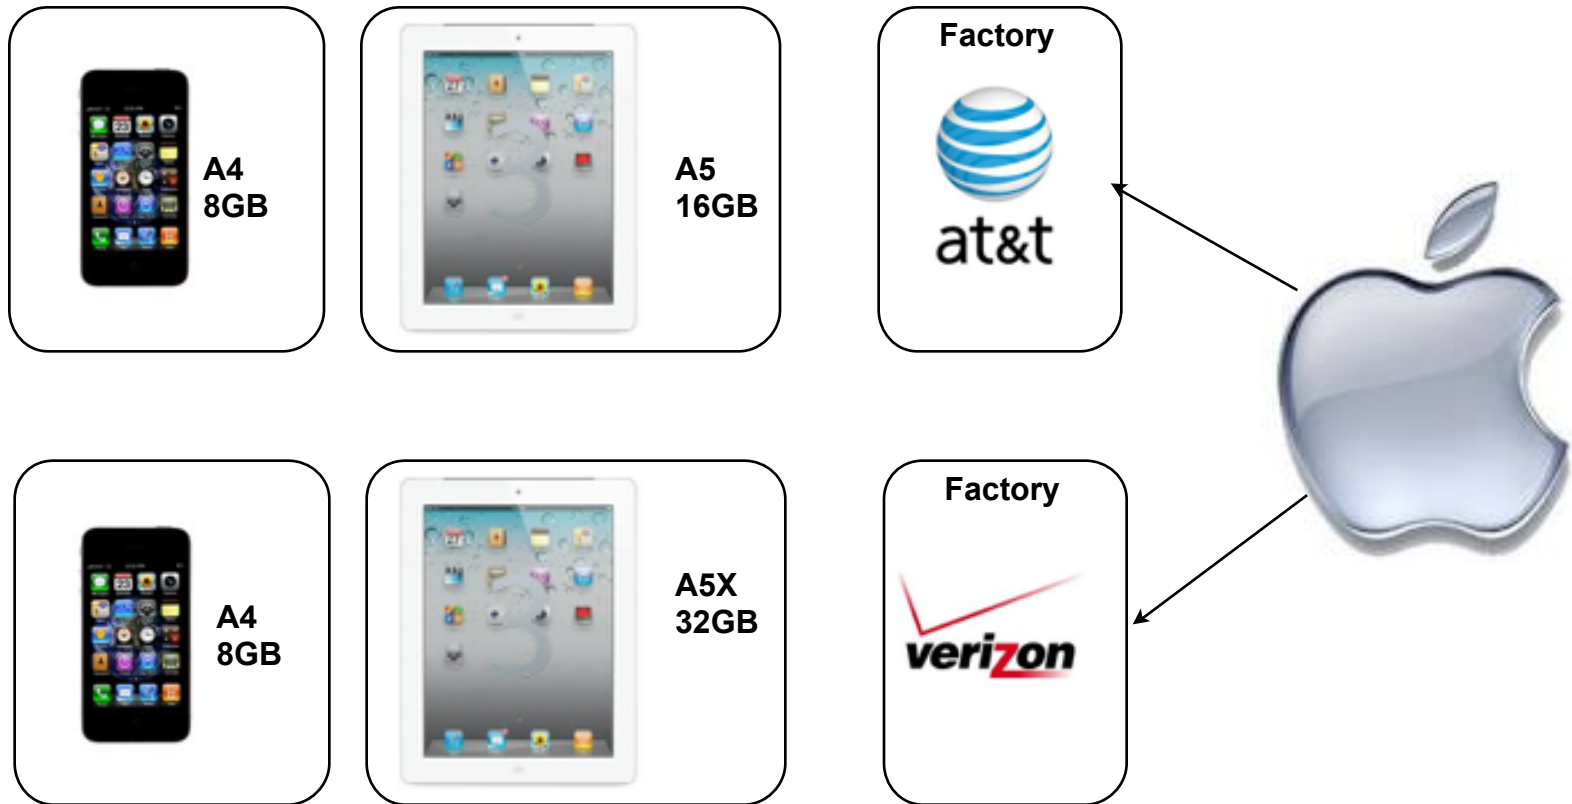 Factory
at&t
A4
8GB
A5
16GB
Factory
verizon
A4
8GB
A5X
32GB